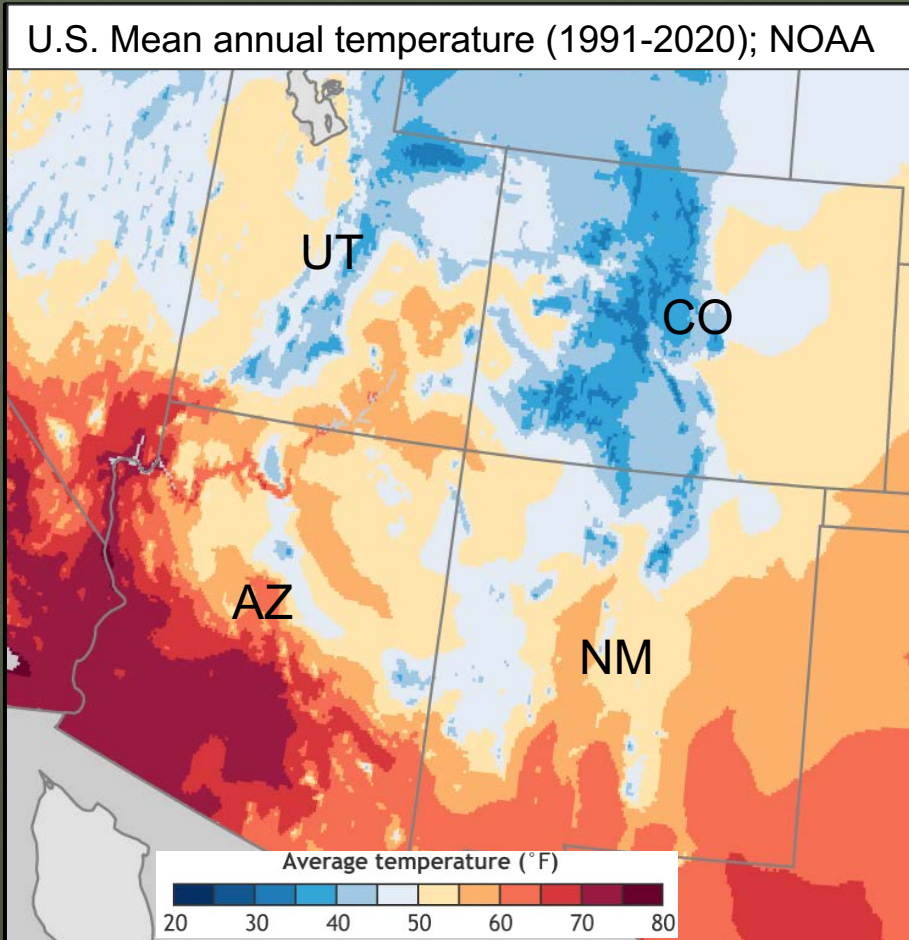 U.S. Mean annual temperature (1991-2020); NOAA
UT
CO
AZ
NM
Average temperature (°F)
20 30 40 50 60 70 80